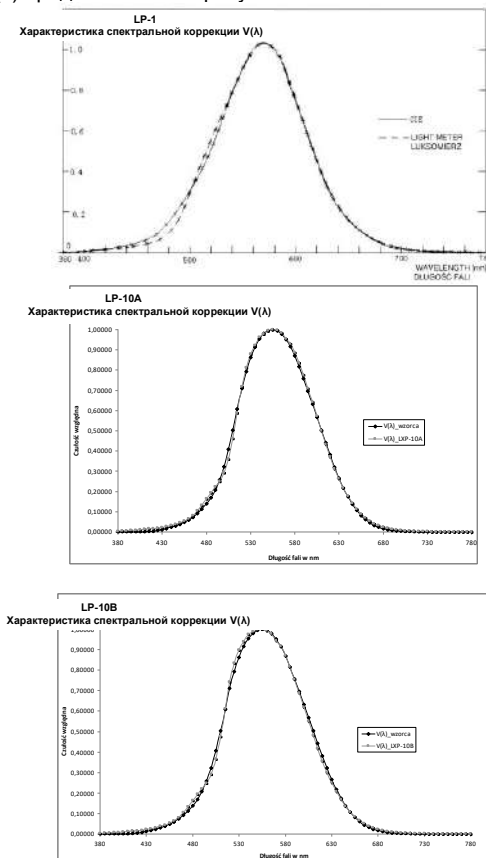 LP-1
Характеристика спектральной коррекции V(λ)
1.0
0.8
0.6
0.4
0.2
0
CIE
LIGHT METER
LUKSOMIERZ
360 400 500 600 700
WAVELENGTH [nm]
DŁUGOŚĆ FALI
LP-10A
Характеристика спектральной коррекции V(λ)
1,00000
0,90000
0,80000
0,70000
0,60000
0,50000
0,40000
0,30000
0,20000
0,10000
0,00000
Czułość względna
V(λ)_wzorca
V(λ)_LXP-10A
380 430 480 530 580 630 680 730 780
Długość fali w nm
LP-10B
Характеристика спектральной коррекции V(λ)
1,00000
0,90000
0,80000
0,70000
0,60000
0,50000
0,40000
0,30000
0,20000
0,10000
0,00000
Czułość względna
V(λ)_wzorca
V(λ)_LXP-10B
380 430 480 530 580 630 680 730 780
Długość fali w nm